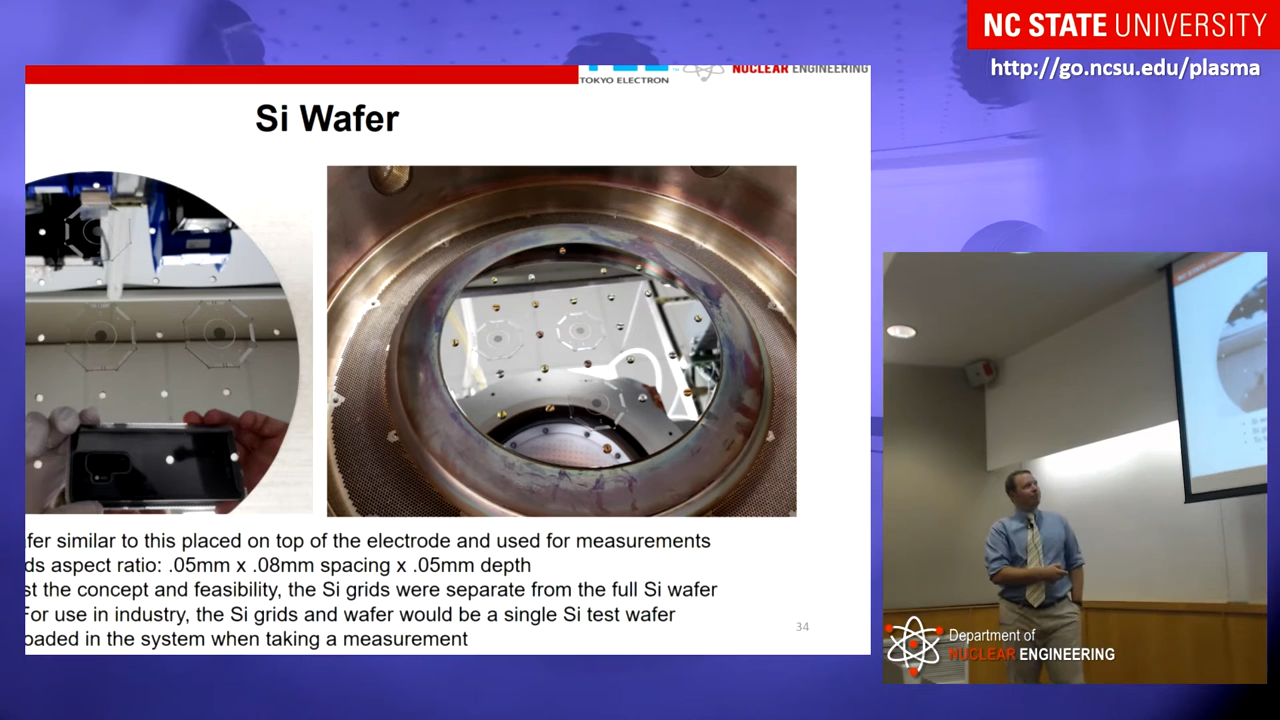 NC STATE UNIVERSITY
http://go.ncsu.edu/plasma
TOKYO ELECTRON
NUCLEAR ENGINEERING
Si Wafer
fer similar to this placed on top of the electrode and used for measurements
ds aspect ratio: .05mm x .08mm spacing x .05mm depth
st the concept and feasibility, the Si grids were separate from the full Si wafer
For use in industry, the Si grids and wafer would be a single Si test wafer
oaded in the system when taking a measurement
34
Department of
NUCLEAR ENGINEERING